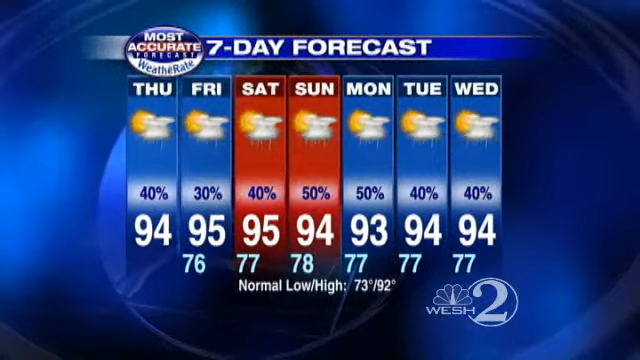 MOST
ACCURATE
FORECAST
WeatheRate
7-DAY FORECAST
THU FRI SAT SUN MON TUE WED
40% 30% 40% 50% 50% 40% 40%
94 95 95 94 93 94 94
76 77 78 77 77 77
Normal Low/High: 73°/92°
WESH 2